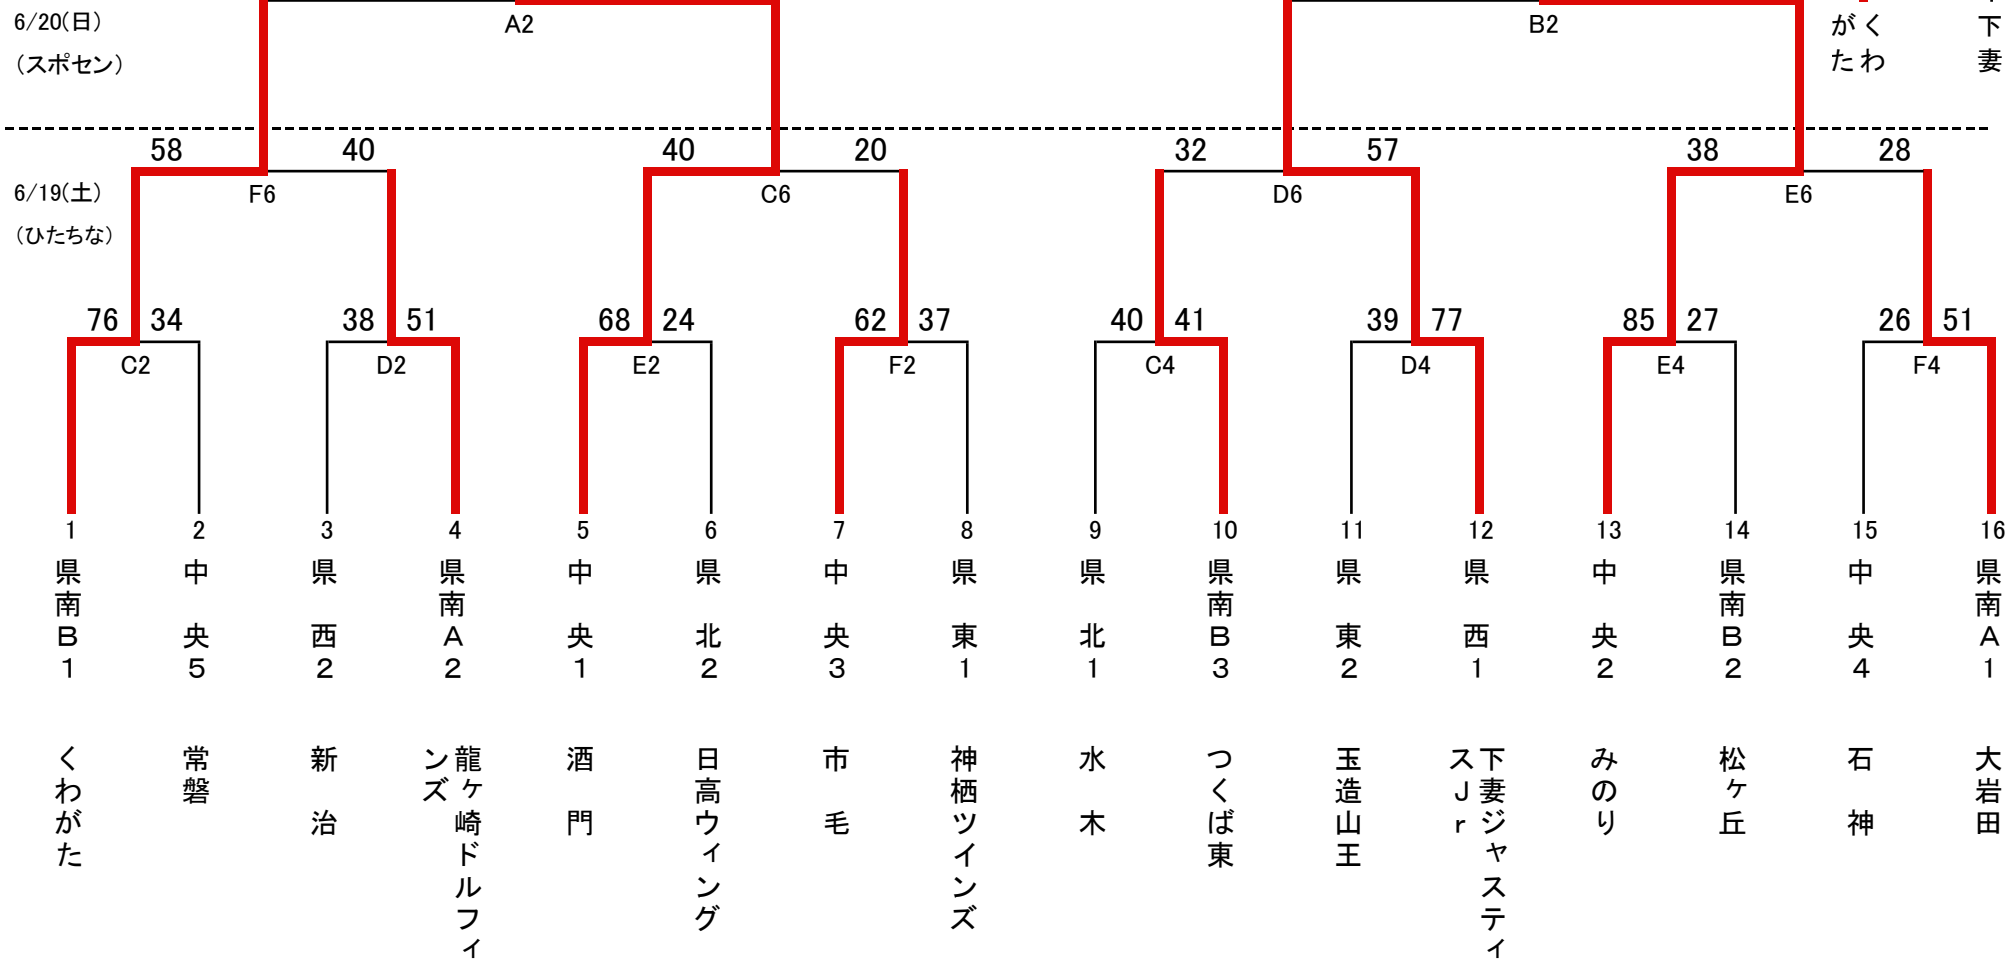 6/20(日)
A2
B2
がた
くわ
下妻
(スポセン)
58
40
40
20
32
57
38
28
6/19(土)
F6
C6
D6
E6
(ひたちな)
76
34
38
51
68
24
62
37
40
41
39
77
85
27
26
51
C2
D2
E2
F2
C4
D4
E4
F4
1
2
3
4
5
6
7
8
9
10
11
12
13
14
15
16
県南B1
中央5
県西2
県南A2
中央1
県北2
中央3
県東1
県北1
県南B3
県東2
県西1
中央2
県南B2
中央4
県南A1
くわがた
常磐
新治
龍ヶ崎ドルフィ
ンズ
酒門
日高ウィング
市毛
神栖ツインズ
水木
つくば東
玉造山王
下妻ジャスティ
スJr
みのり
松ヶ丘
石神
大岩田